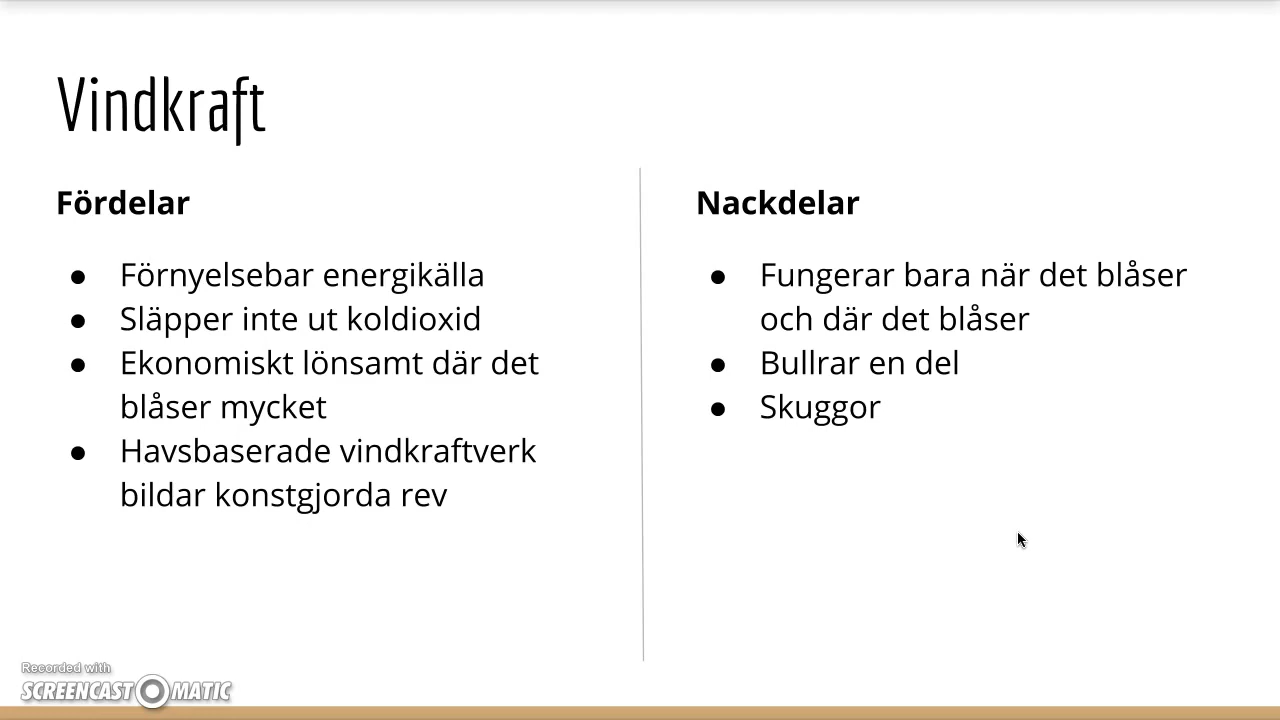 Vindkraft
Fördelar
● Förnyelsebar energikälla
● Släpper inte ut koldioxid
● Ekonomiskt lönsamt där det
blåser mycket
● Havsbaserade vindkraftverk
bildar konstgjorda rev
Nackdelar
● Fungerar bara när det blåser
och där det blåser
● Bullrar en del
● Skuggor
Recorded with
SCREENCAST MATIC